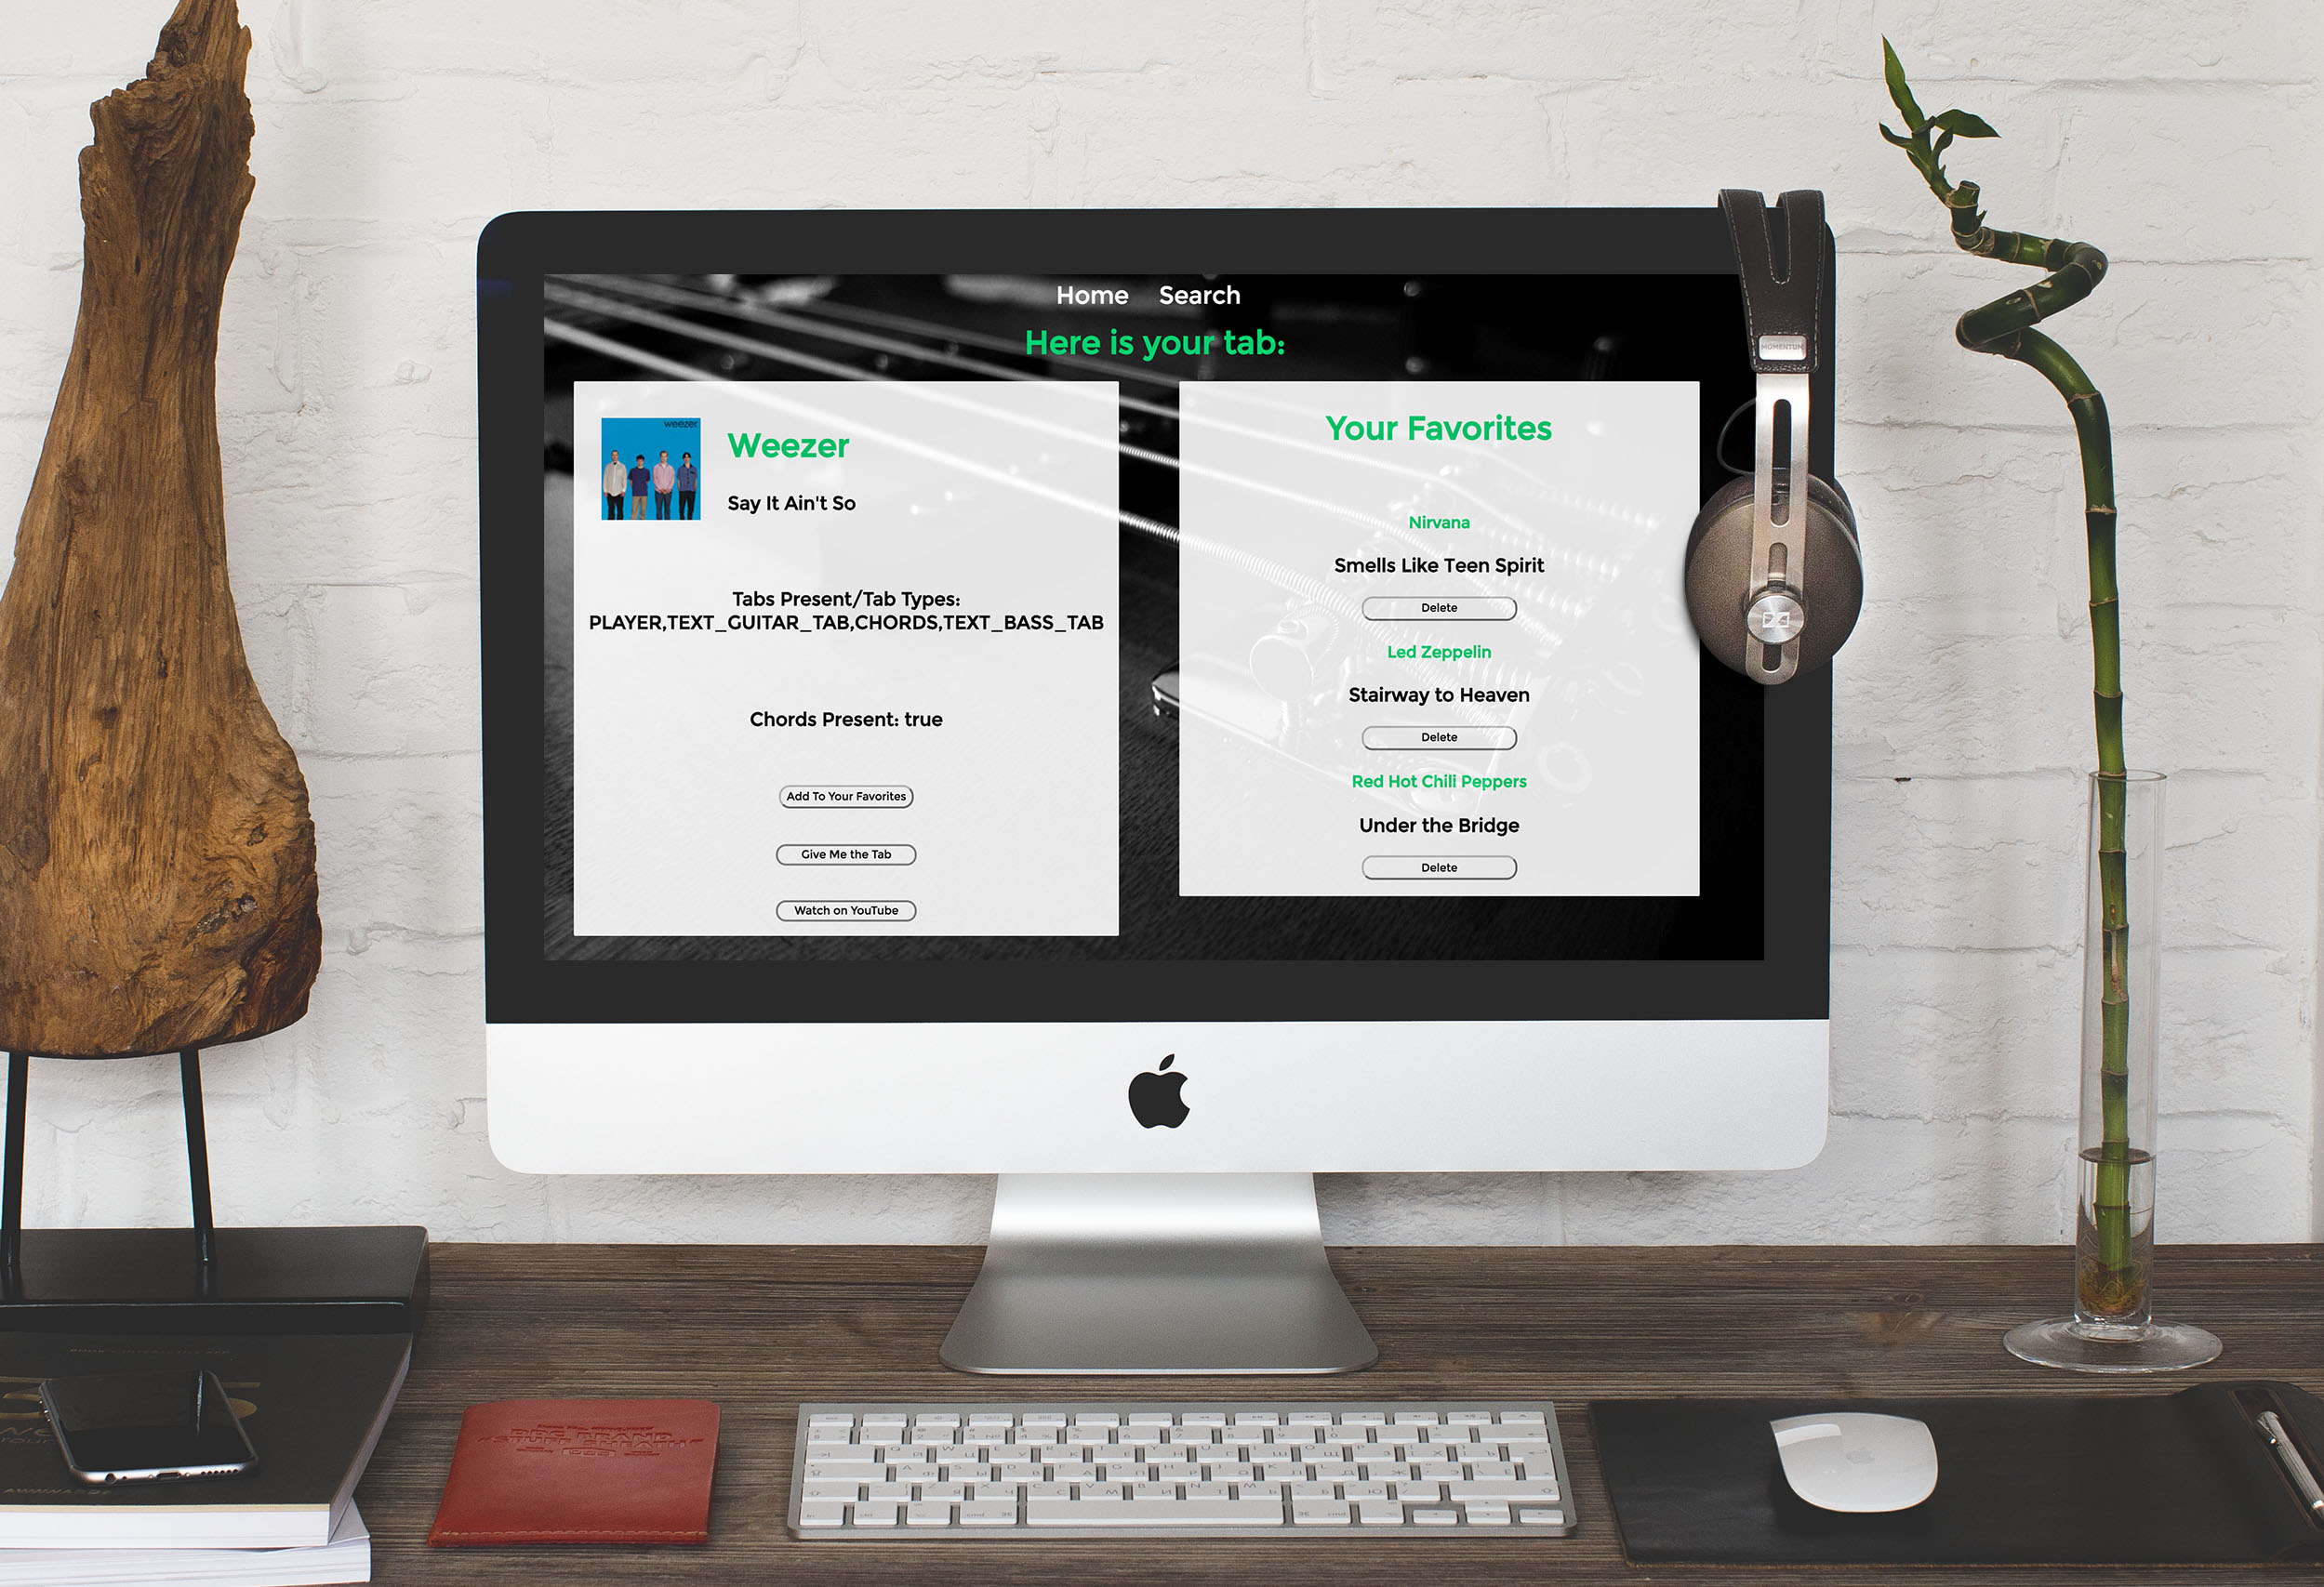 Home Search
Here is your tab:
weezer
Weezer
Say It Ain't So
Tabs Present/Tab Types:
PLAYER,TEXT_GUITAR_TAB,CHORDS,TEXT_BASS_TAB
Chords Present: true
Add To Your Favorites
Give Me the Tab
Watch on YouTube
Your Favorites
Nirvana
Smells Like Teen Spirit
Delete
Led Zeppelin
Stairway to Heaven
Delete
Red Hot Chili Peppers
Under the Bridge
Delete
MOMENTUM